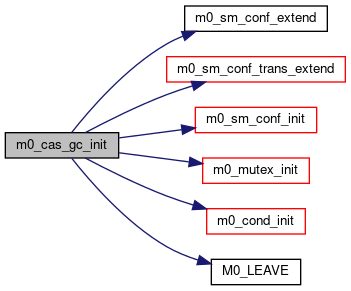 m0_sm_conf_extend
m0_sm_conf_trans_extend
m0_sm_conf_init
m0_cas_gc_init
m0_mutex_init
m0_cond_init
M0_LEAVE